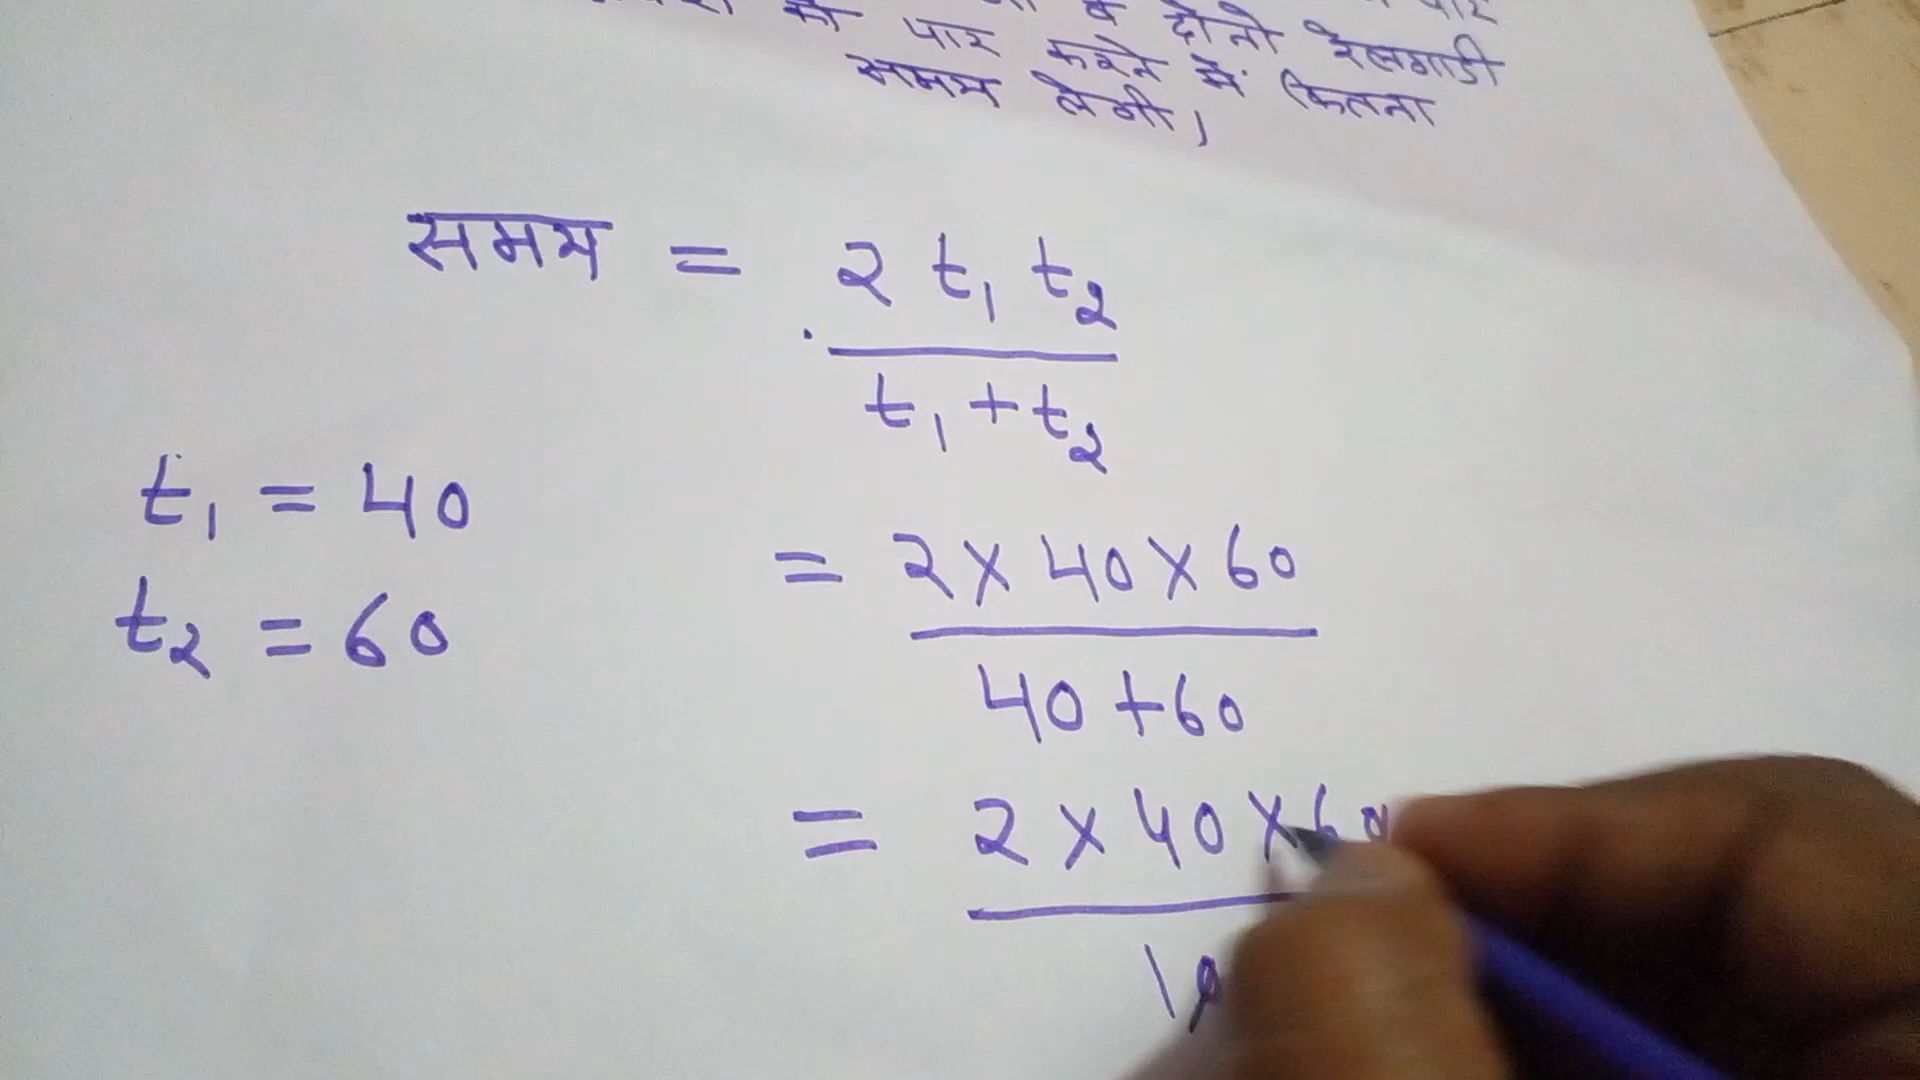 व दोनो रेलगाडी
को पार करने में कितना
समय लेगी,
समय = 2 t₁ t₂
t₁ + t₂
t₁ = 40
= 2 × 40 × 60
t₂ = 60
40 + 60
= 2 × 40 × 60